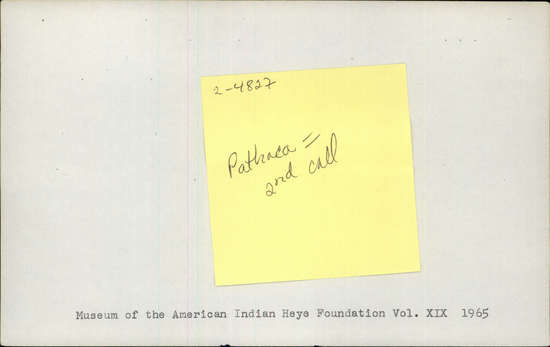 2-4827
Pathaca =
2nd call
Museum of the American Indian Heye Foundation Vol. XIX 1965